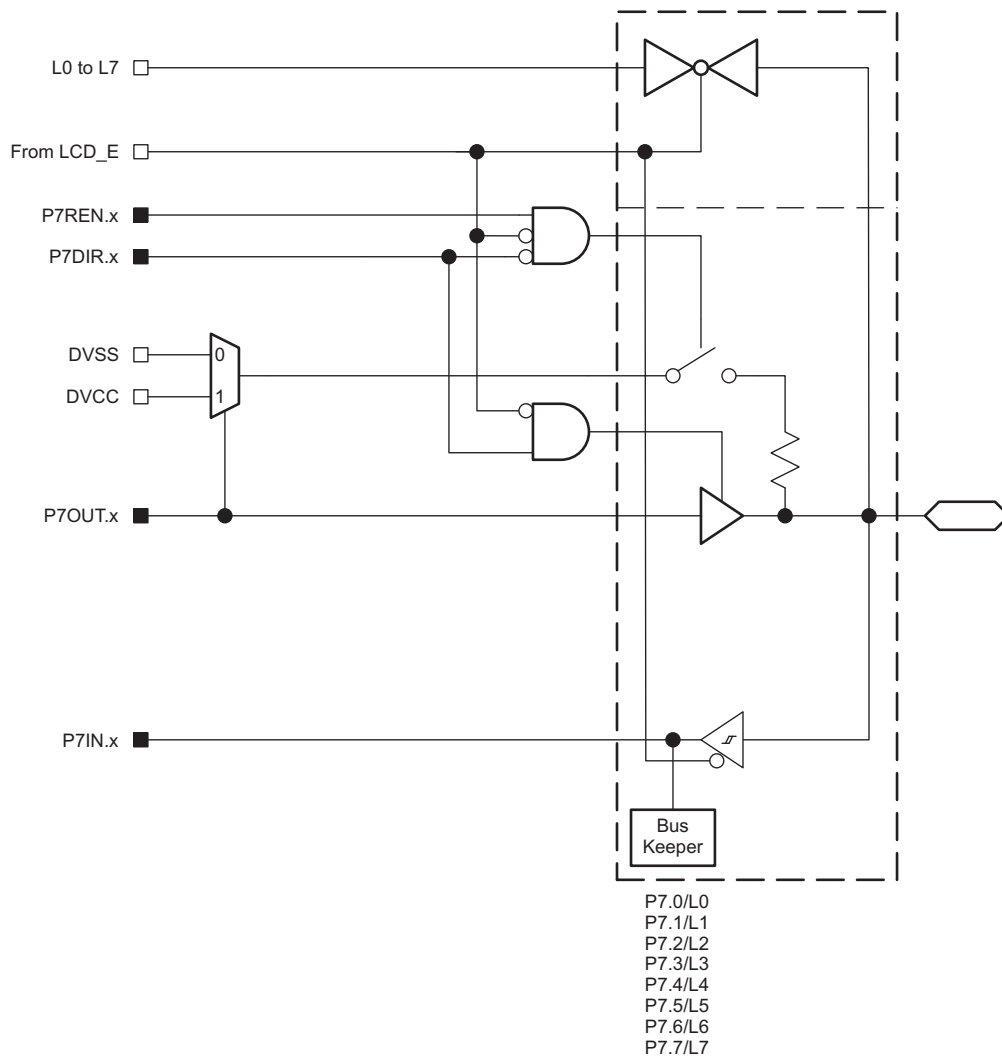 L0 to L7
From LCD_E
P7REN.x
P7DIR.x
DVSS
0
DVCC
1
P7OUT.x
P7IN.x
Bus
Keeper
P7.0/L0
P7.1/L1
P7.2/L2
P7.3/L3
P7.4/L4
P7.5/L5
P7.6/L6
P7.7/L7